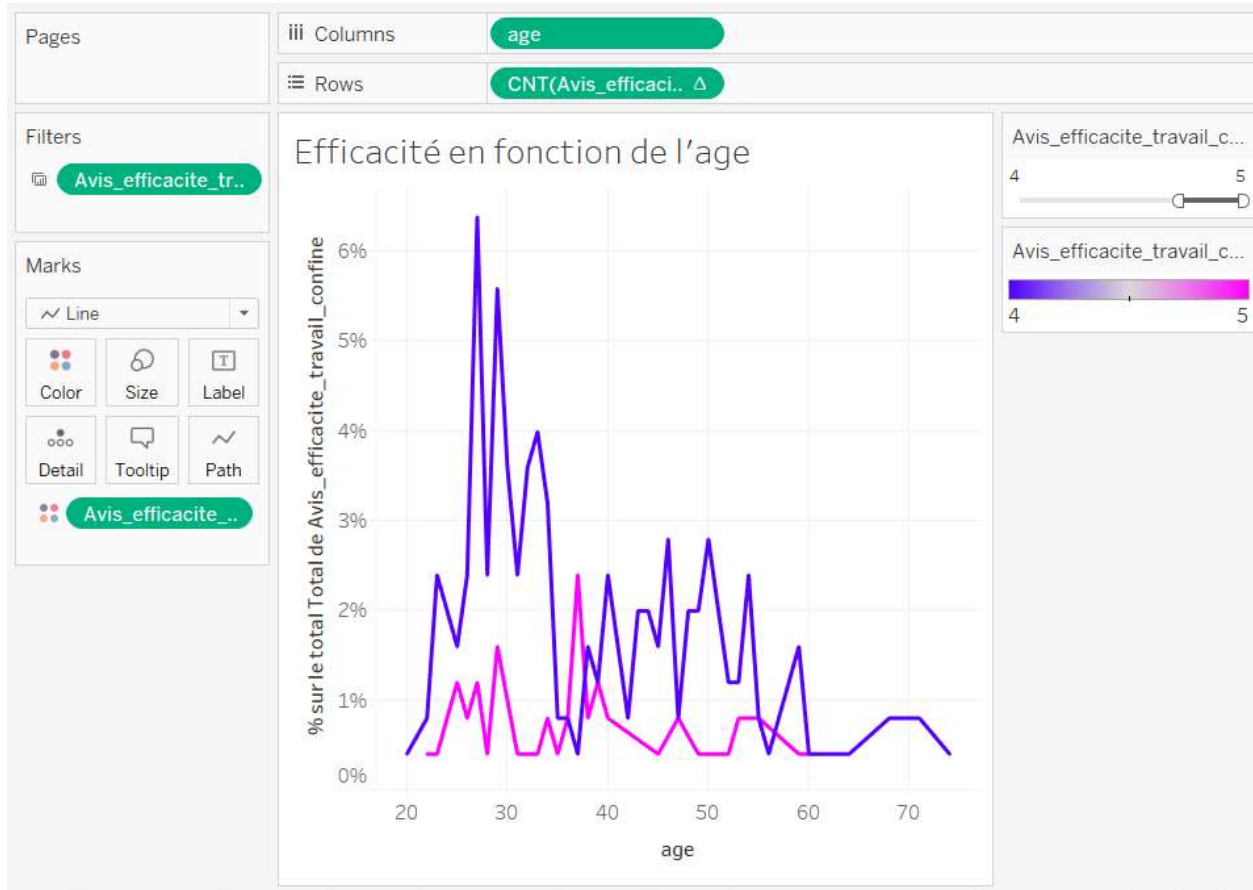 Pages
iii Columns
age
Rows
CNT(Avis_efficaci.. Δ
Filters
Avis_efficacite_tr..
Marks
Line
Color
Size
Label
Detail
Tooltip
Path
Avis_efficacite_..
Efficacité en fonction de l'age
% sur le total Total de Avis_efficacite_travail_confine
6%
5%
4%
3%
2%
1%
0%
20 30 40 50 60 70
age
Avis_efficacite_travail_c...
4 5
Avis_efficacite_travail_c...
4 5